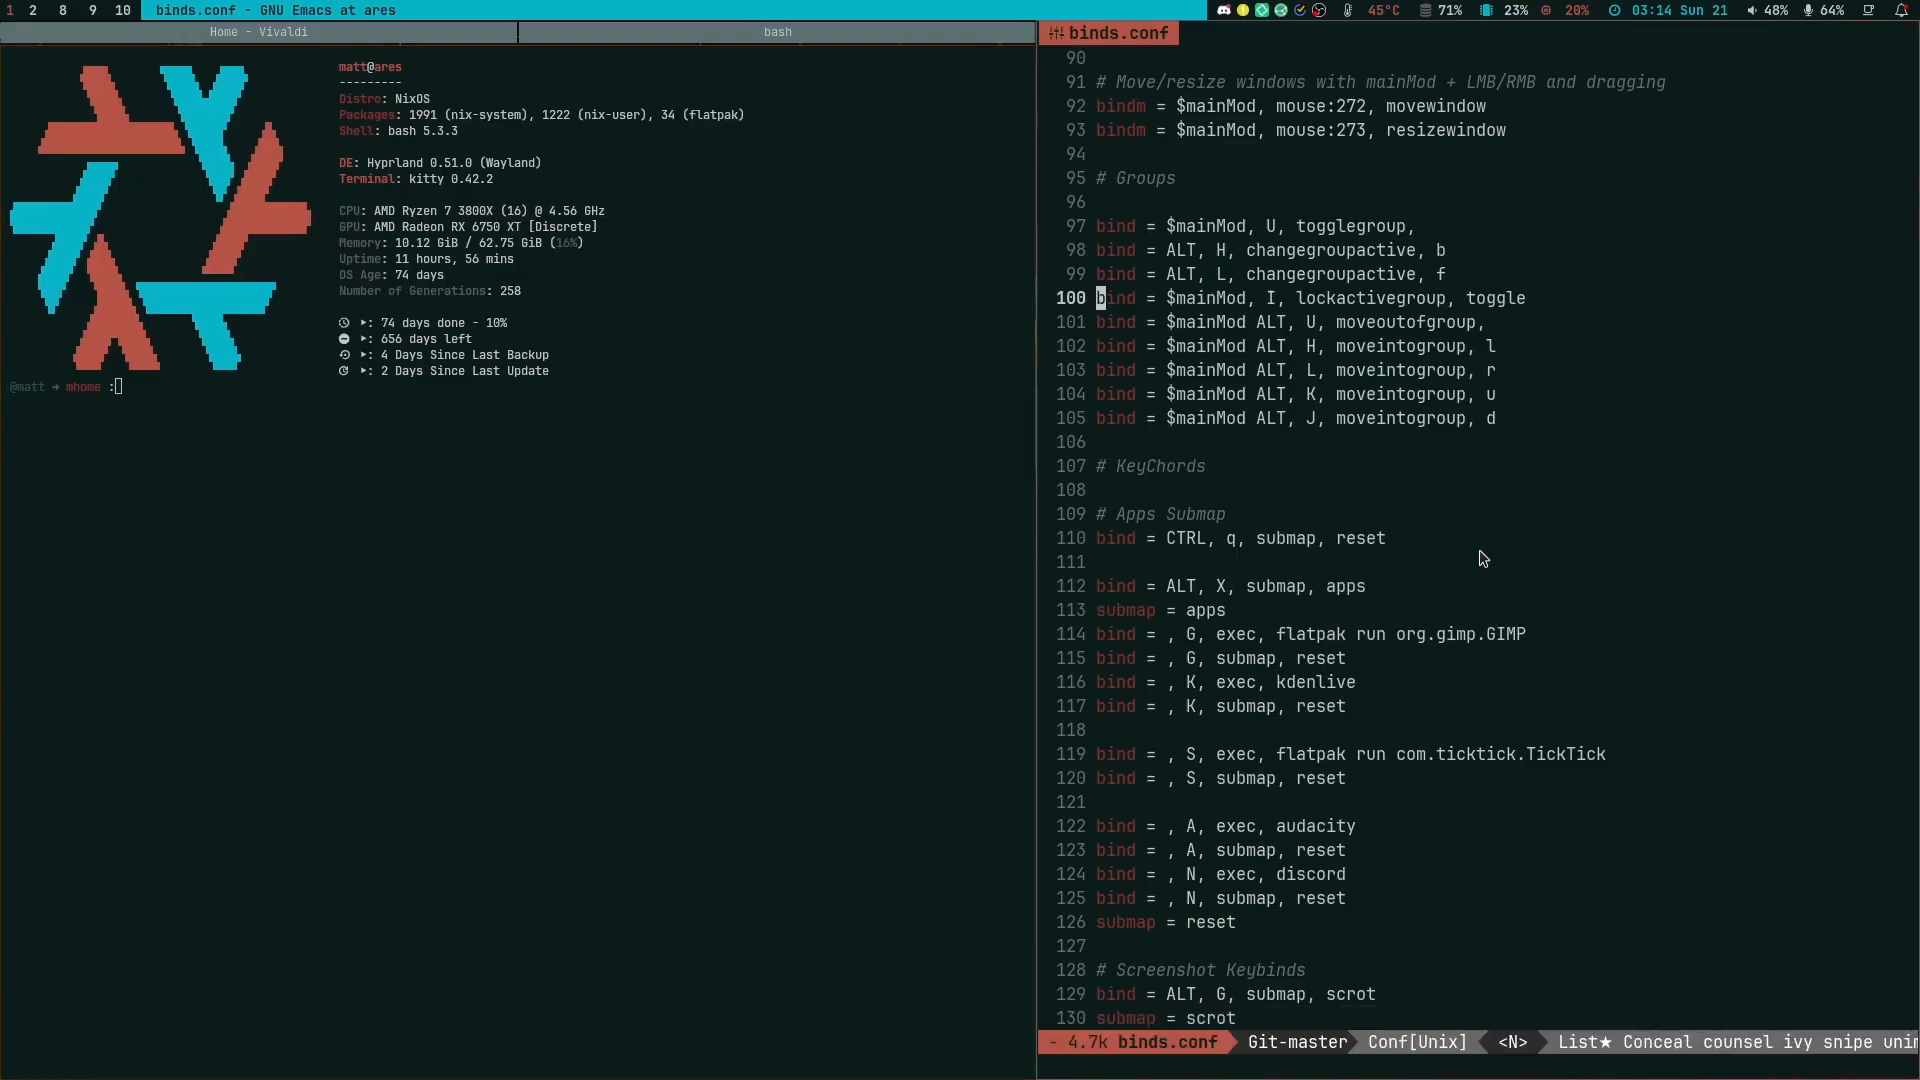 1 2 8 9 10 binds.conf - GNU Emacs at ares 45°C 71% 23% 20% 03:14 Sun 21 48% 64%
Home - Vivaldi
bash
matt@ares
---------
Distro: NixOS
Packages: 1991 (nix-system), 1222 (nix-user), 34 (flatpak)
Shell: bash 5.3.3
DE: Hyprland 0.51.0 (Wayland)
Terminal: kitty 0.42.2
CPU: AMD Ryzen 7 3800X (16) @ 4.56 GHz
GPU: AMD Radeon RX 6750 XT [Discrete]
Memory: 10.12 GiB / 62.75 GiB (16%)
Uptime: 11 hours, 56 mins
OS Age: 74 days
Number of Generations: 258
: 74 days done - 10%
: 656 days left
: 4 Days Since Last Backup
: 2 Days Since Last Update
@matt → mhome :
binds.conf
90
91 # Move/resize windows with mainMod + LMB/RMB and dragging
92 bindm = $mainMod, mouse:272, movewindow
93 bindm = $mainMod, mouse:273, resizewindow
94
95 # Groups
96
97 bind = $mainMod, U, togglegroup,
98 bind = ALT, H, changegroupactive, b
99 bind = ALT, L, changegroupactive, f
100 bind = $mainMod, I, lockactivegroup, toggle
101 bind = $mainMod ALT, U, moveoutofgroup,
102 bind = $mainMod ALT, H, moveintogroup, l
103 bind = $mainMod ALT, L, moveintogroup, r
104 bind = $mainMod ALT, K, moveintogroup, u
105 bind = $mainMod ALT, J, moveintogroup, d
106
107 # KeyChords
108
109 # Apps Submap
110 bind = CTRL, q, submap, reset
111
112 bind = ALT, X, submap, apps
113 submap = apps
114 bind = , G, exec, flatpak run org.gimp.GIMP
115 bind = , G, submap, reset
116 bind = , K, exec, kdenlive
117 bind = , K, submap, reset
118
119 bind = , S, exec, flatpak run com.ticktick.TickTick
120 bind = , S, submap, reset
121
122 bind = , A, exec, audacity
123 bind = , A, submap, reset
124 bind = , N, exec, discord
125 bind = , N, submap, reset
126 submap = reset
127
128 # Screenshot Keybinds
129 bind = ALT, G, submap, scrot
130 submap = scrot
- 4.7k binds.conf Git-master Conf[Unix] <N> List★ Conceal counsel ivy snipe unim